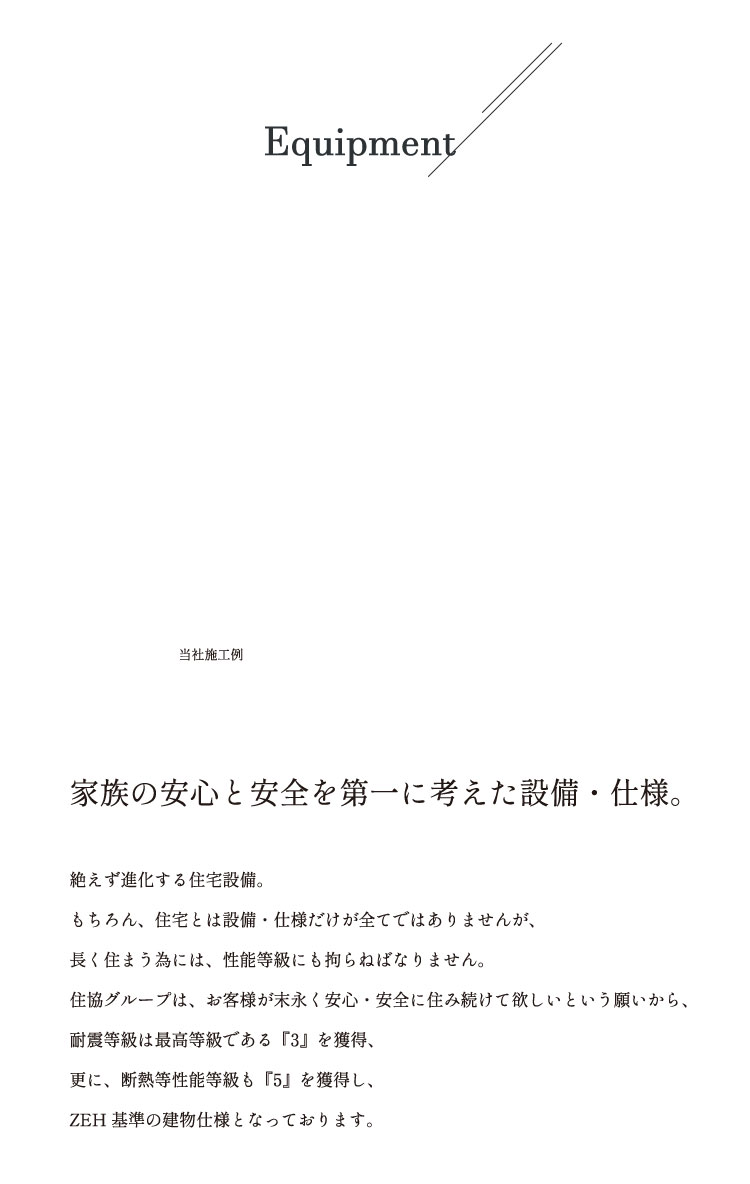 Equipment
当社施工例
家族の安心と安全を第一に考えた設備・仕様。
絶えず進化する住宅設備。
もちろん、住宅とは設備・仕様だけが全てではありませんが、
長く住まう為には、性能等級にも拘らねばなりません。
住協グループは、お客様が末永く安心・安全に住み続けて欲しいという願いから、
耐震等級は最高等級である『3』を獲得、
更に、断熱等性能等級も『5』を獲得し、
ZEH 基準の建物仕様となっております。